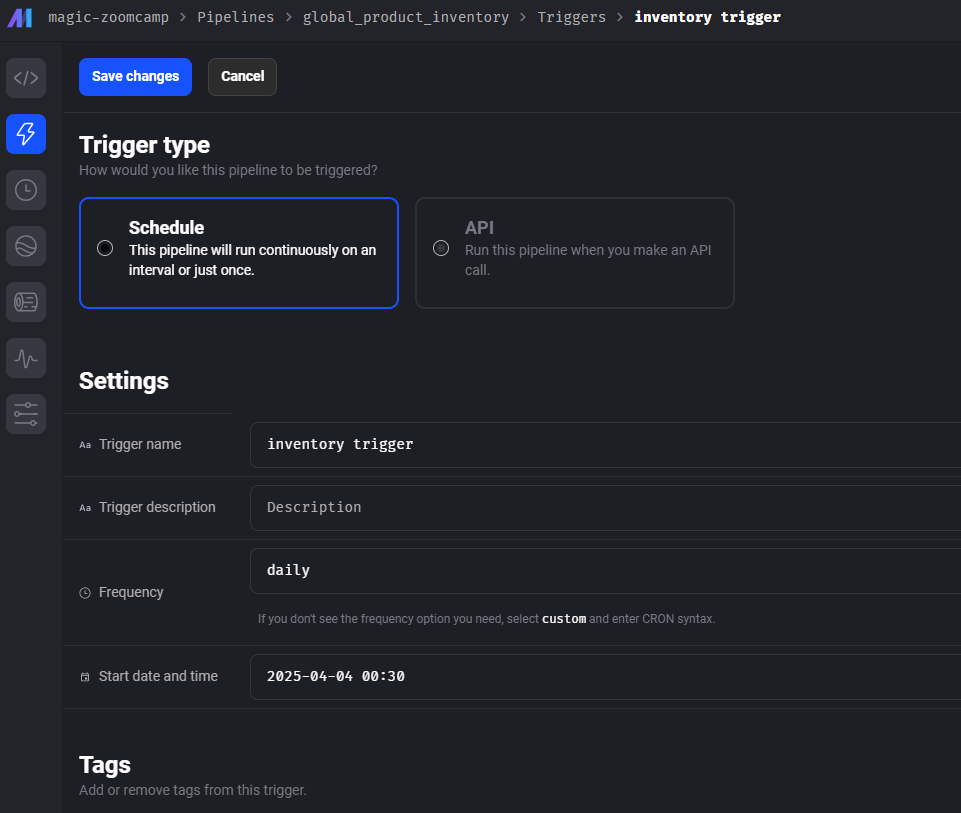 magic-zoomcamp > Pipelines > global_product_inventory > Triggers > inventory trigger
Save changes
Cancel
Trigger type
How would you like this pipeline to be triggered?
Schedule
This pipeline will run continuously on an
interval or just once.
API
Run this pipeline when you make an API
call.
Settings
Aa Trigger name
inventory trigger
Aa Trigger description
Description
Frequency
daily
If you don't see the frequency option you need, select custom and enter CRON syntax.
Start date and time
2025-04-04 00:30
Tags
Add or remove tags from this trigger.